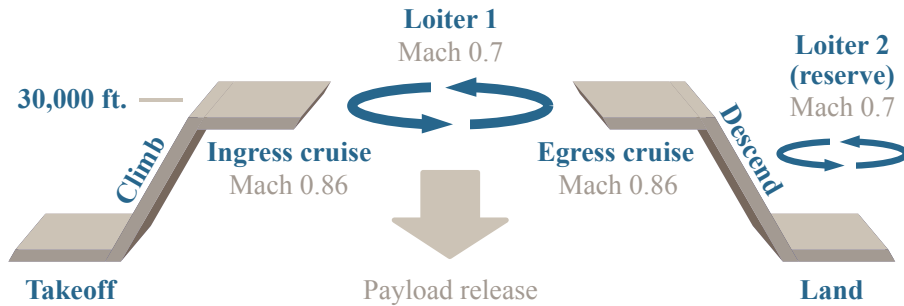 Loiter 1
Mach 0.7
Loiter 2
(reserve)
Mach 0.7
30,000 ft.
Climb
Ingress cruise
Mach 0.86
Egress cruise
Mach 0.86
Descend
Takeoff
Payload release
Land